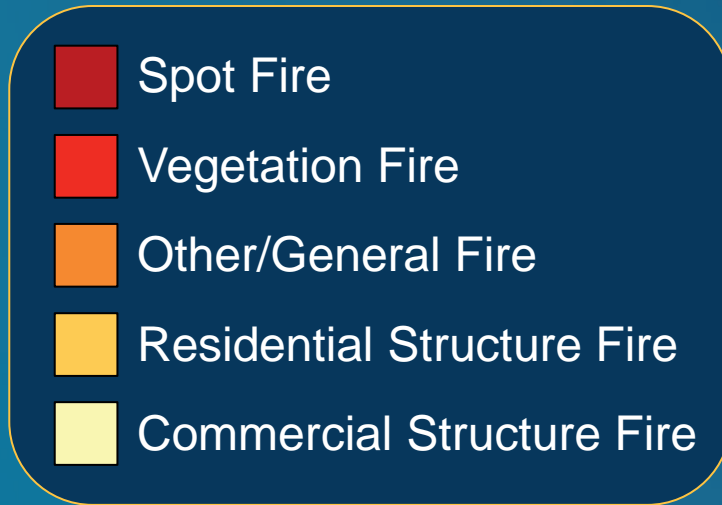 Spot Fire
Vegetation Fire
Other/General Fire
Residential Structure Fire
Commercial Structure Fire